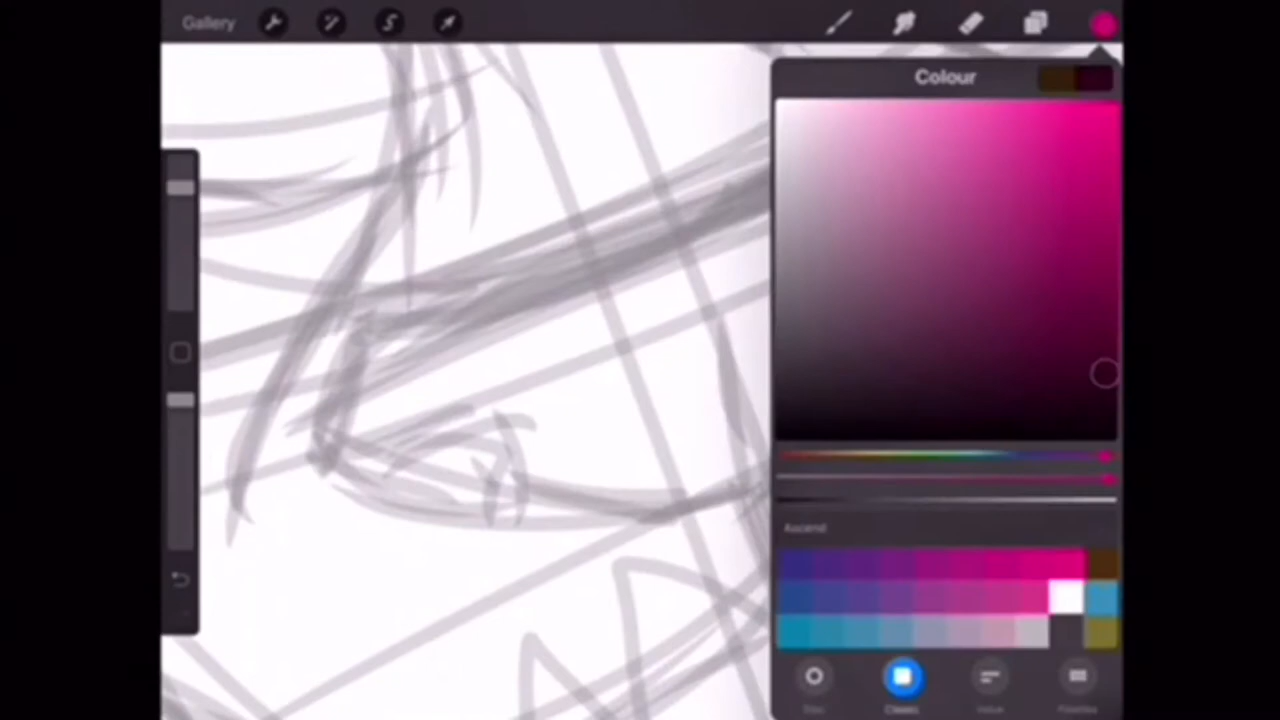 Gallery
Colour
Ascend
Disc
Classic
Value
Palettes